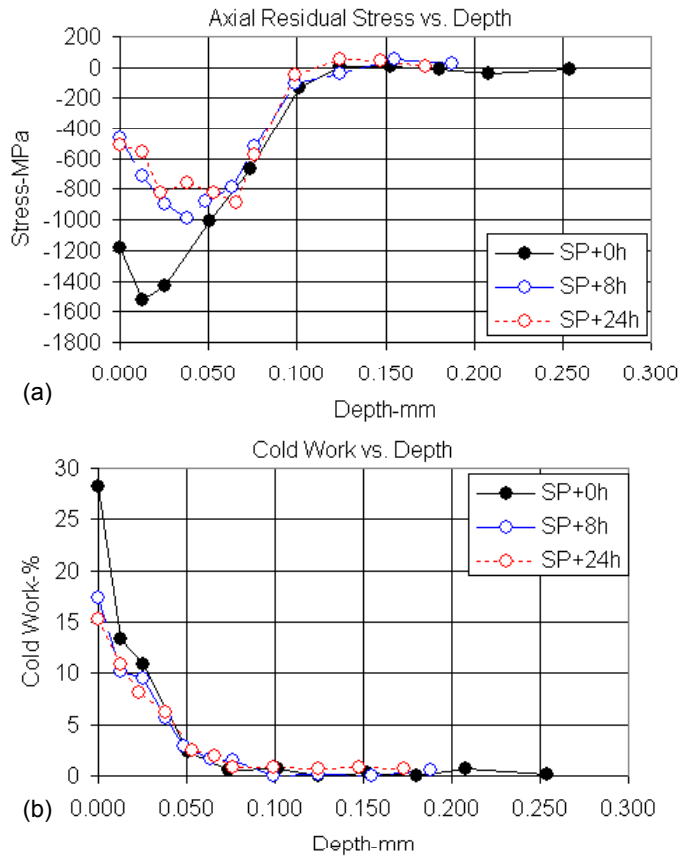 Axial Residual Stress vs. Depth
200
0
-200
-400
-600
-800
-1000
-1200
-1400
-1600
-1800
Stress-MPa
SP+0h
SP+8h
SP+24h
0.000 0.050 0.100 0.150 0.200 0.250 0.300
(a)
Depth-mm
Cold Work vs. Depth
30
25
20
15
10
5
0
Cold Work-%
SP+0h
SP+8h
SP+24h
0.000 0.050 0.100 0.150 0.200 0.250 0.300
(b)
Depth-mm